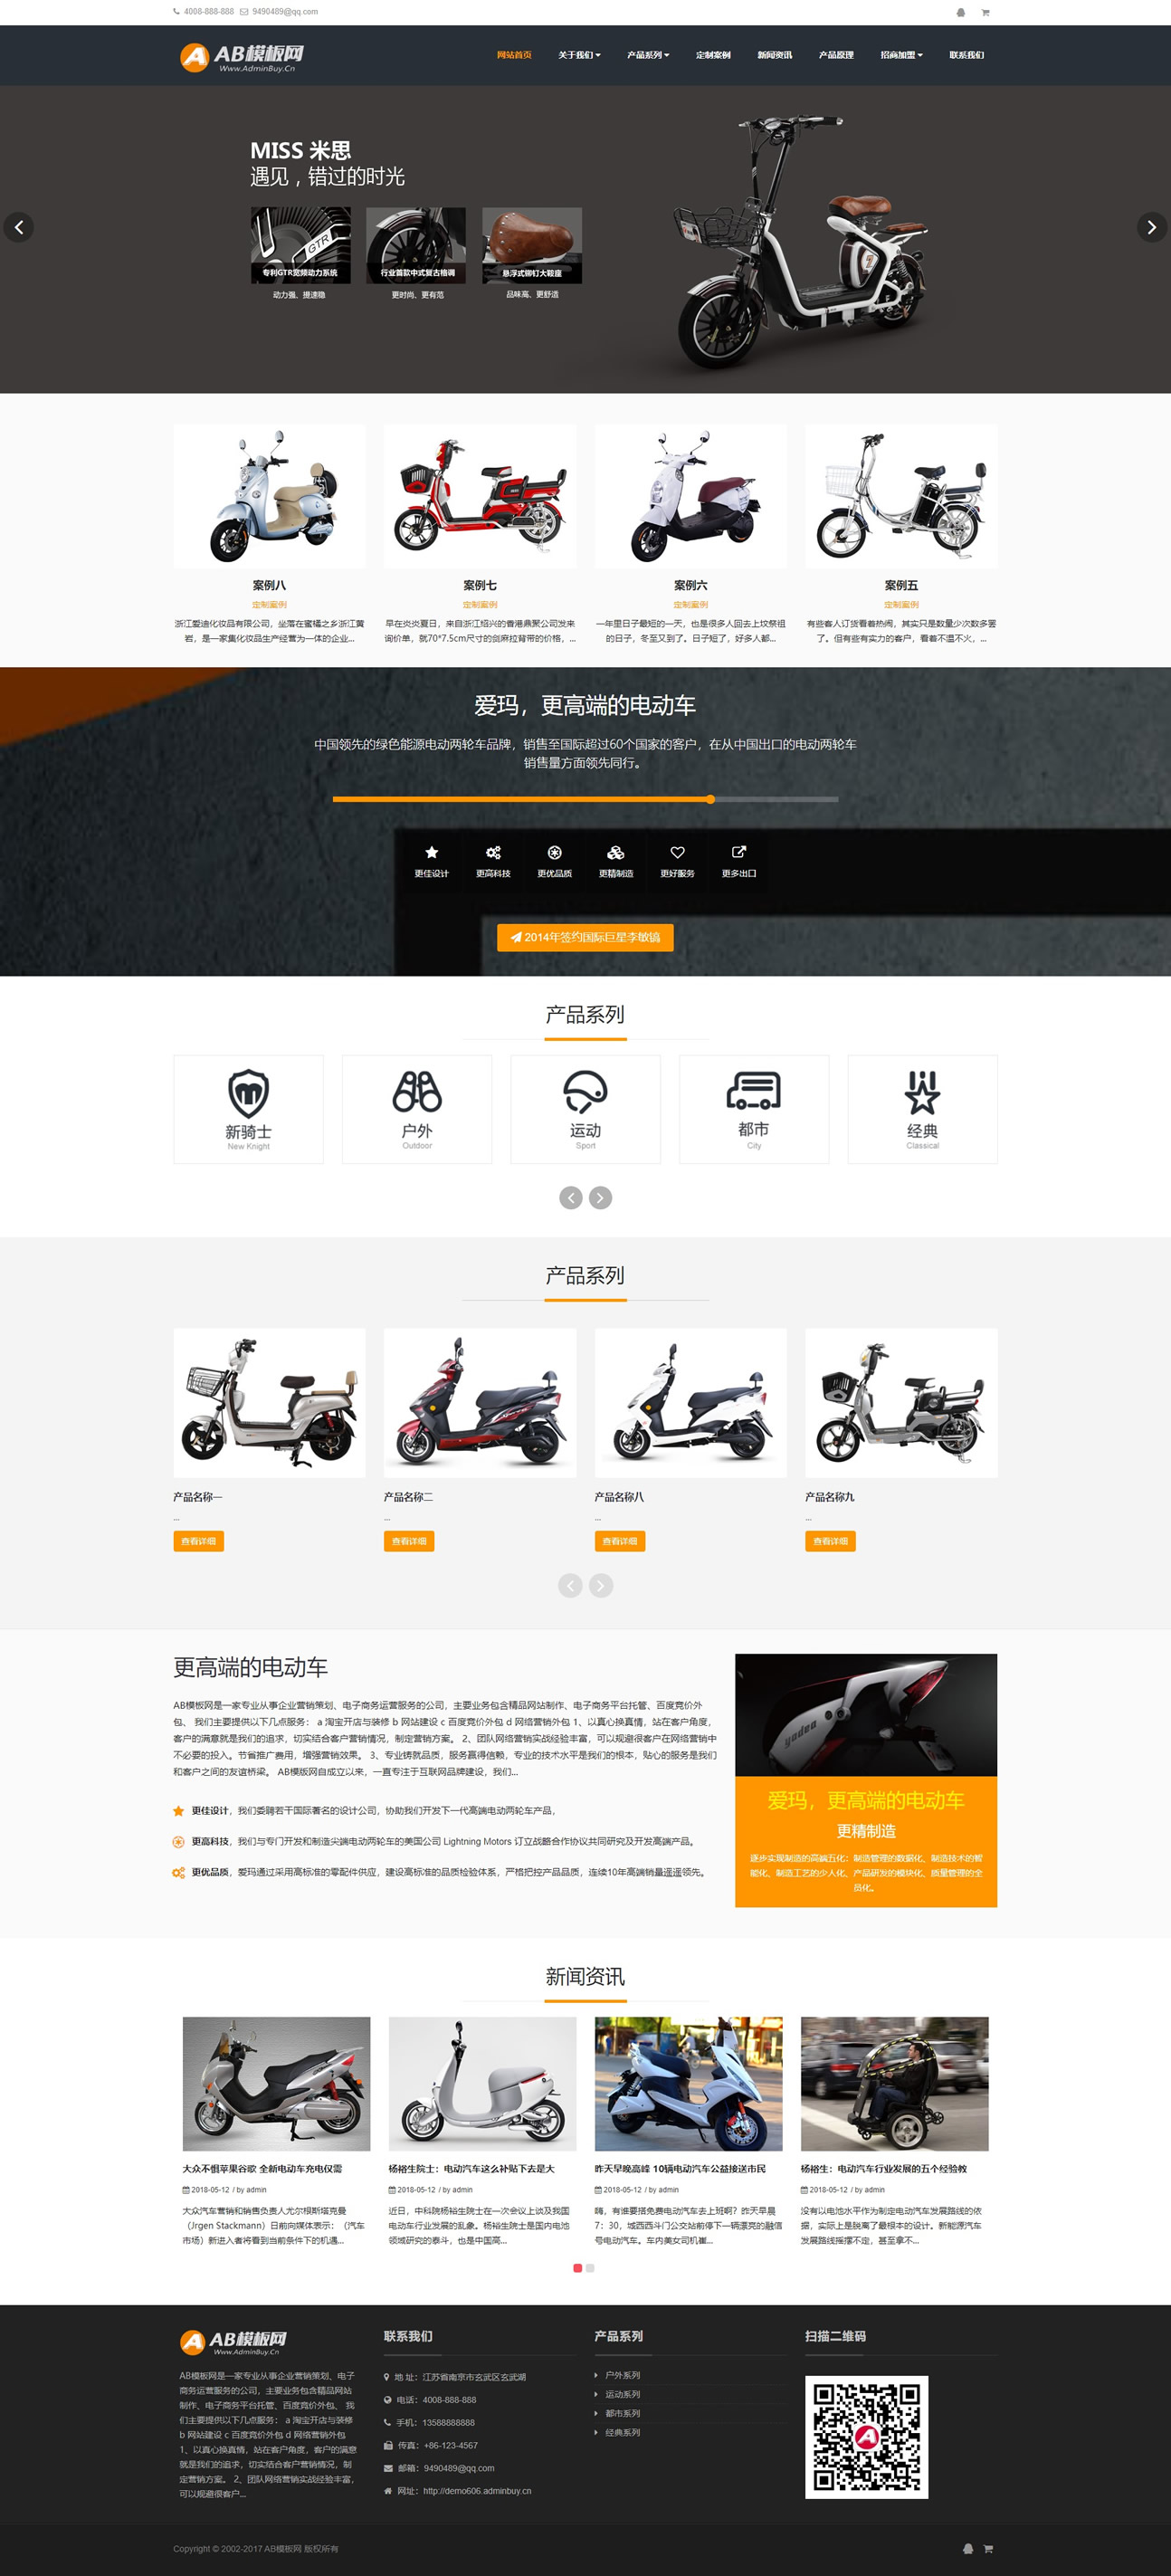 4008-888-888 9490489@qq.com
AB模板网
Www.AdminBuy.Cn
网站首页 关于我们 产品系列 定制案例 新闻资讯 产品原理 招商加盟 联系我们
MISS 米思
遇见，错过的时光
GTR
专利GTR宽频动力系统 行业首款中式复古格调 悬浮式铆钉大鞍座
动力强、提速稳 更时尚、更有范 品味高、更舒适
案例八 案例七 案例六 案例五
定制案例 定制案例 定制案例 定制案例
浙江爱迪化妆品有限公司，坐落在蜜橘之乡浙江黄岩，是一家集化妆品生产经营为一体的企业...
早在炎炎夏日，来自浙江绍兴的香港鼎聚公司发来询价单，就70*7.5cm尺寸的剑麻拉背带的价格，...
一年里日子最短的一天，也是很多人回去上坟祭祖的日子，冬至又到了。日子短了，好多人都...
有些客人订货看着热闹，其实只是数量少次数多罢了。但有些有实力的客户，看着不温不火，...
爱玛，更高端的电动车
中国领先的绿色能源电动两轮车品牌，销售至国际超过60个国家的客户，在从中国出口的电动两轮车
销售量方面领先同行。
更佳设计 更高科技 更优品质 更精制造 更好服务 更多出口
2014年签约国际巨星李敏镐
产品系列
新骑士 户外 运动 都市 经典
New Knight Outdoor Sport City Classical
产品系列
产品名称一 产品名称二 产品名称八 产品名称九
... ... ... ...
查看详细 查看详细 查看详细 查看详细
更高端的电动车
AB模板网是一家专业从事企业营销策划、电子商务运营服务的公司，主要业务包含精品网站制作、电子商务平台托管、百度竞价外
包、 我们主要提供以下几点服务： a 淘宝开店与装修 b 网站建设 c 百度竞价外包 d 网络营销外包 1、以真心换真情，站在客户角度，
客户的满意就是我们的追求，切实结合客户营销情况，制定营销方案。 2、团队网络营销实战经验丰富，可以规避很客户在网络营销中
不必要的投入。节省推广费用，增强营销效果。 3、专业铸就品质，服务赢得信赖，专业的技术水平是我们的根本，贴心的服务是我们
和客户之间的友谊桥梁。 AB模版网自成立以来，一直专注于互联网品牌建设，我们...
更佳设计，我们委聘若干国际著名的设计公司，协助我们开发下一代高端电动两轮车产品，
更高科技，我们与专门开发和制造尖端电动两轮车的美国公司 Lightning Motors 订立战略合作协议共同研究及开发高端产品。
更优品质，爱玛通过采用高标准的零配件供应，建设高标准的品质检验体系，严格把控产品品质，连续10年高端销量遥遥领先。
yadea
爱玛，更高端的电动车
更精制造
逐步实现制造的高端五化：制造管理的数据化、制造技术的智
能化、制造工艺的少人化、产品研发的模块化、质量管理的全
员化。
新闻资讯
大众不惧苹果谷歌 全新电动车充电仅需
2018-05-12 / by admin
大众汽车营销和销售负责人尤尔根斯塔克曼
（Jrgen Stackmann）日前向媒体表示：（汽车
市场）新进入者将看到当前条件下的机遇...
杨裕生院士：电动汽车这么补贴下去是大
2018-05-12 / by admin
近日，中科院杨裕生院士在一次会议上谈及我国
电动车行业发展的乱象。杨裕生院士是国内电池
领域研究的泰斗，也是中国高...
昨天早晚高峰 10辆电动汽车公益接送市民
2018-05-12 / by admin
嗨，有谁要搭免费电动汽车去上班啊？昨天早晨
7：30，城西西斗门公交站前停下一辆漂亮的融信
号电动汽车。车内美女司机崔...
杨裕生：电动汽车行业发展的五个经验教
2018-05-12 / by admin
没有以电池水平作为制定电动汽车发展路线的依
据，实际上是脱离了最根本的设计。新能源汽车
发展路线摇摆不定，甚至拿不...
AB模板网
Www.AdminBuy.Cn
AB模板网是一家专业从事企业营销策划、电子
商务运营服务的公司，主要业务包含精品网站
制作、电子商务平台托管、百度竞价外包、 我
们主要提供以下几点服务： a 淘宝开店与装修
b 网站建设 c 百度竞价外包 d 网络营销外包
1、以真心换真情，站在客户角度，客户的满意
就是我们的追求，切实结合客户营销情况，制
定营销方案。 2、团队网络营销实战经验丰富，
可以规避很客户...
联系我们
地 址：江苏省南京市玄武区玄武湖
电话：4008-888-888
手机：13588888888
传真：+86-123-4567
邮箱：9490489@qq.com
网址：http://demo606.adminbuy.cn
产品系列
户外系列
运动系列
都市系列
经典系列
扫描二维码
Copyright © 2002-2017 AB模板网 版权所有